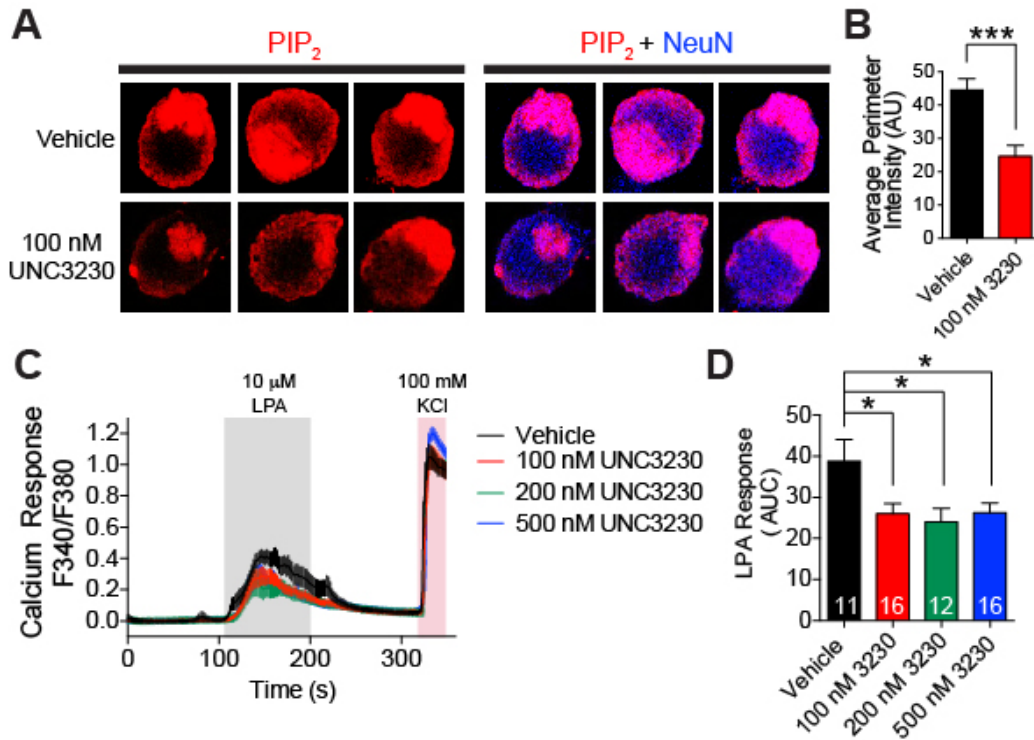 A
PIP2
PIP2 + NeuN
Vehicle
100 nM
UNC3230
B
***
Average Perimeter
Intensity (AU)
50
40
30
20
10
0
Vehicle
100 nM 3230
C
10 μM
LPA
100 mM
KCl
Calcium Response
F340/F380
1.2
1.0
0.8
0.6
0.4
0.2
0.0
0
100
200
300
Time (s)
Vehicle
100 nM UNC3230
200 nM UNC3230
500 nM UNC3230
D
*
*
*
LPA Response
( AUC)
50
40
30
20
10
0
11
16
12
16
Vehicle
100 nM 3230
200 nM 3230
500 nM 3230